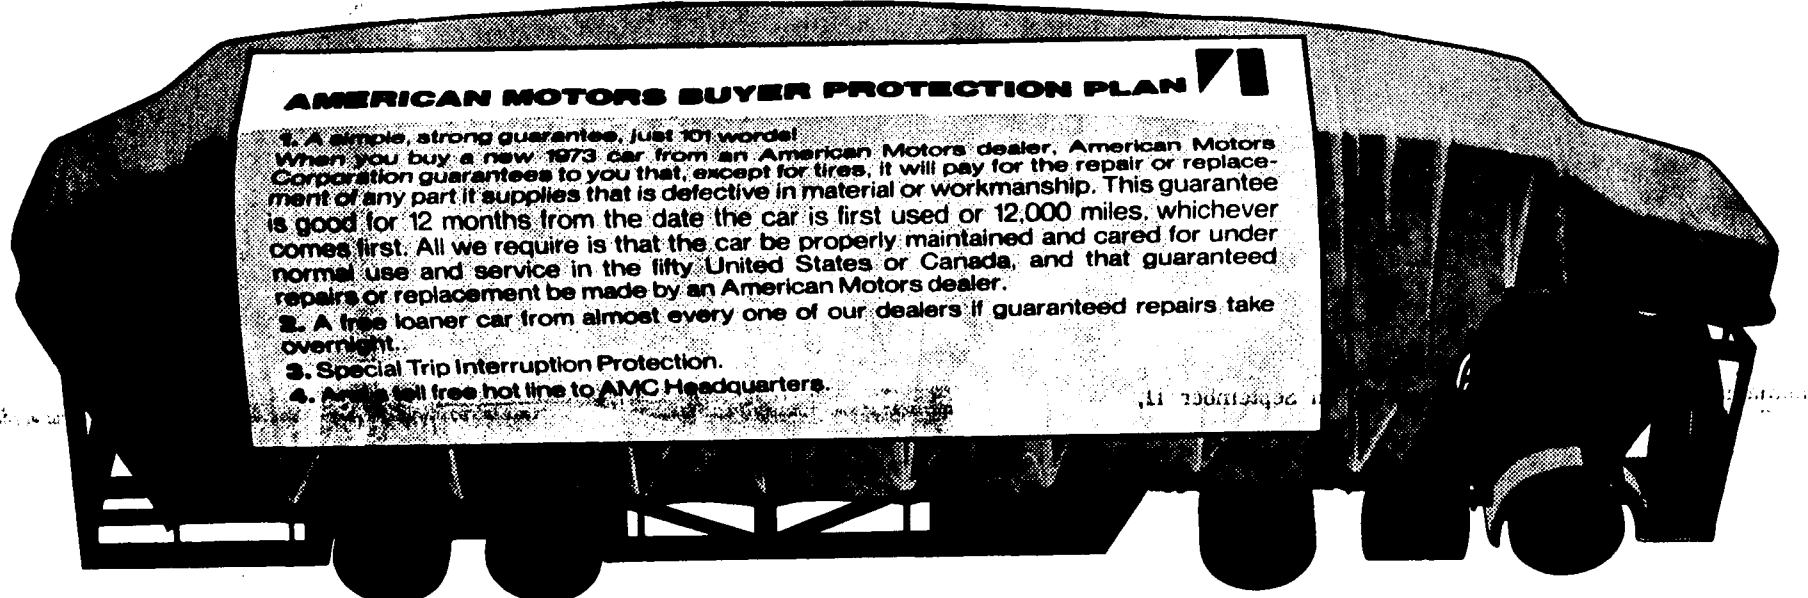 AMERICAN MOTORS BUYER PROTECTION PLAN
1. A simple, strong guarantee, just 101 words!
When you buy a new 1973 car from an American Motors dealer, American Motors
Corporation guarantees to you that, except for tires, it will pay for the repair or replace-
ment of any part it supplies that is defective in material or workmanship. This guarantee
is good for 12 months from the date the car is first used or 12,000 miles, whichever
comes first. All we require is that the car be properly maintained and cared for under
normal use and service in the fifty United States or Canada, and that guaranteed
repairs or replacement be made by an American Motors dealer.
2. A free loaner car from almost every one of our dealers if guaranteed repairs take
overnight.
3. Special Trip Interruption Protection.
4. And a toll free hot line to AMC Headquarters.
September 11,